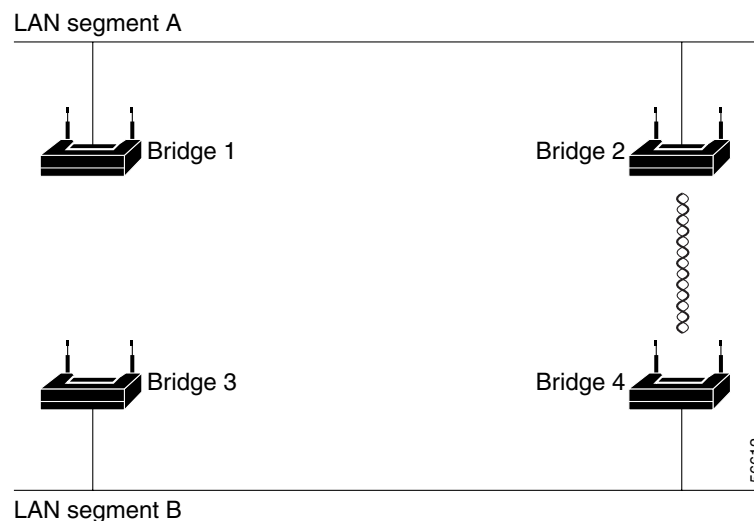 LAN segment A
Bridge 1
Bridge 2
Bridge 3
Bridge 4
LAN segment B